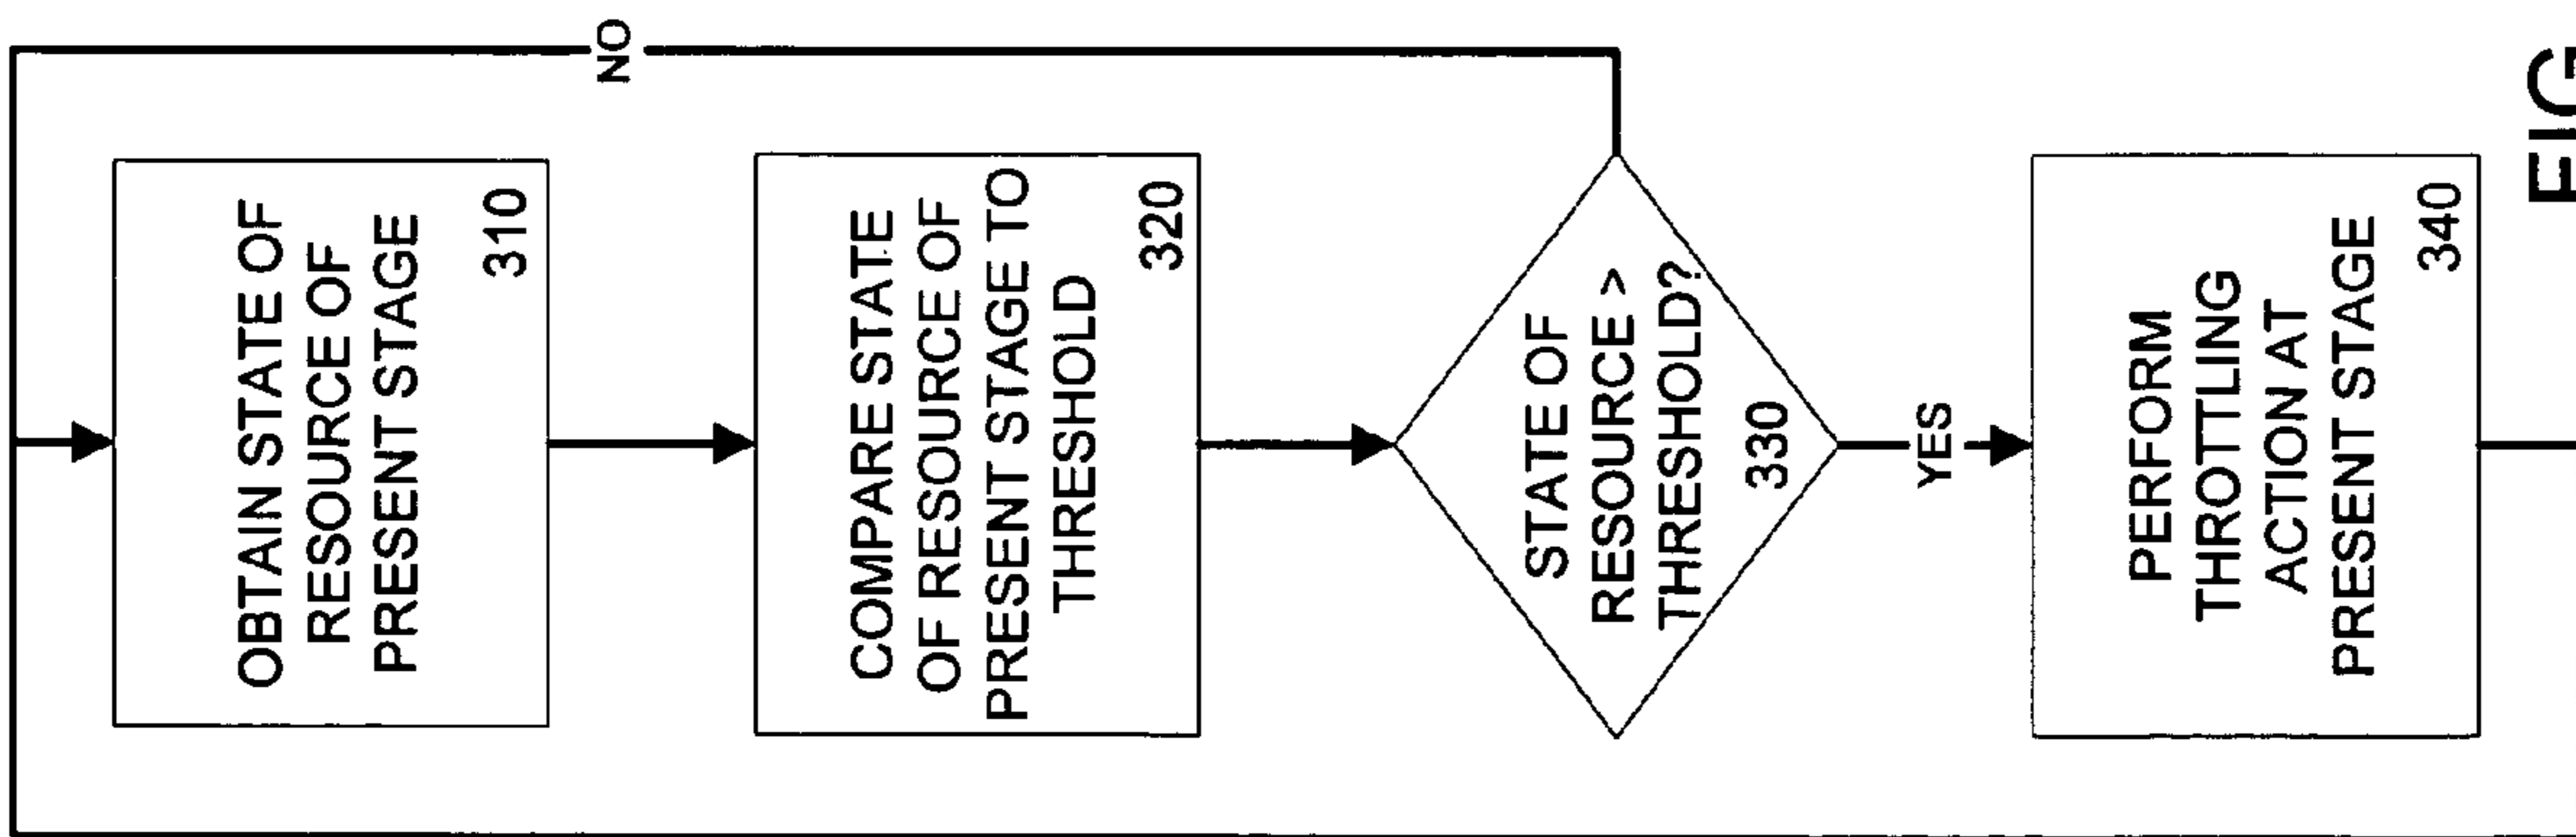 OBTAIN STATE OF
RESOURCE OF
PRESENT STAGE
310
COMPARE STATE
OF RESOURCE OF
PRESENT STAGE TO
THRESHOLD
320
STATE OF
RESOURCE >
THRESHOLD?
330
NO
YES
PERFORM
THROTTLING
ACTION AT
PRESENT STAGE
340